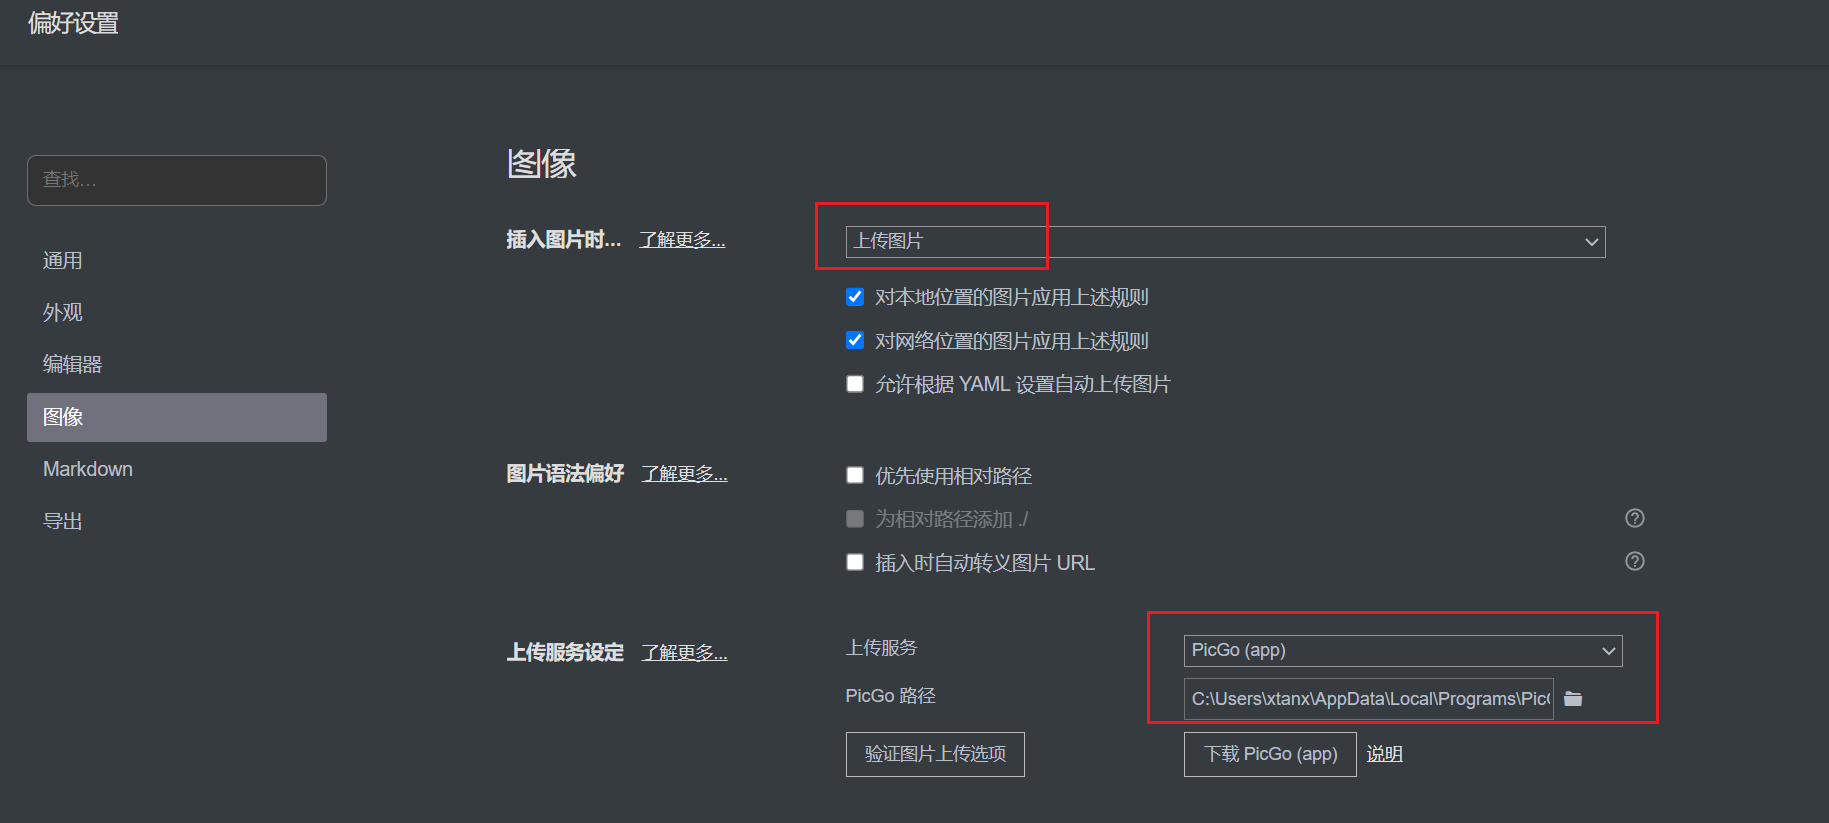 偏好设置
查找...
通用
外观
编辑器
图像
Markdown
导出
图像
插入图片时... 了解更多...
上传图片
对本地位置的图片应用上述规则
对网络位置的图片应用上述规则
允许根据 YAML 设置自动上传图片
图片语法偏好 了解更多...
优先使用相对路径
为相对路径添加 ./
插入时自动转义图片 URL
上传服务设定 了解更多...
上传服务 PicGo (app)
PicGo 路径 C:\Users\xtanx\AppData\Local\Programs\Pic
验证图片上传选项 下载 PicGo (app) 说明